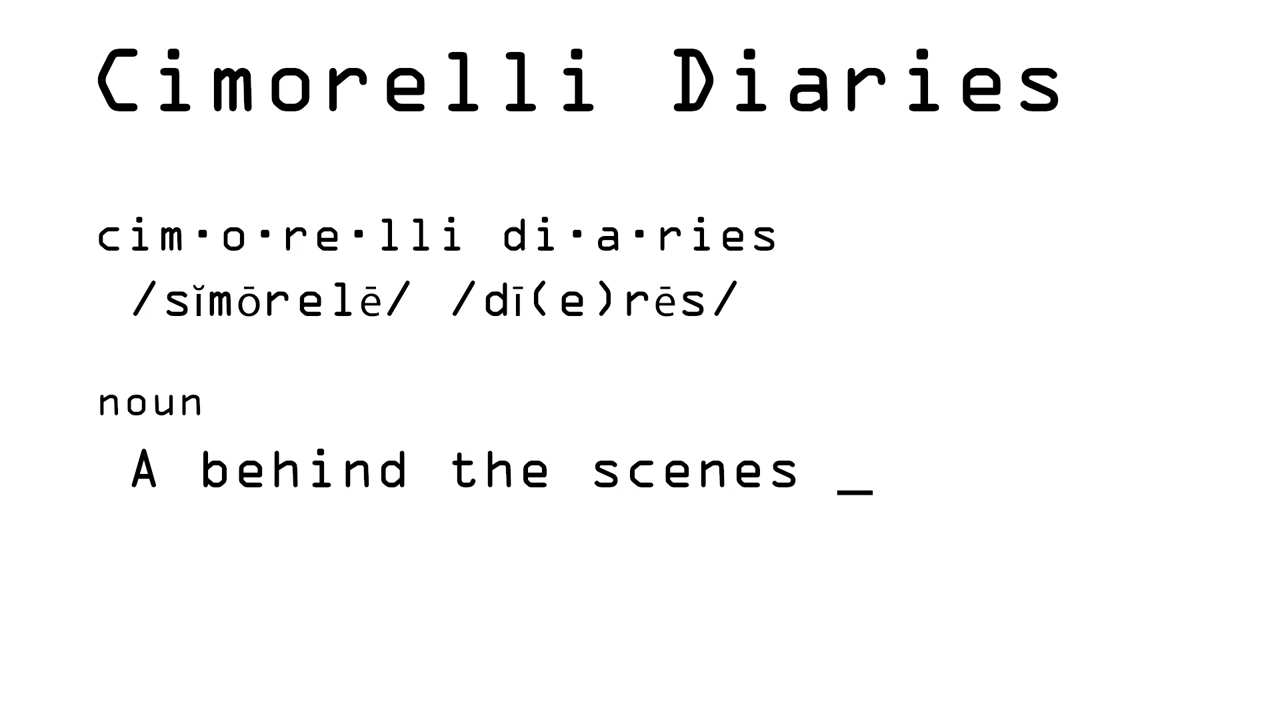 Cimorelli Diaries
cim·o·re·lli di·a·ries
/sĭmōrelē/ /dī(e)rēs/
noun
A behind the scenes _